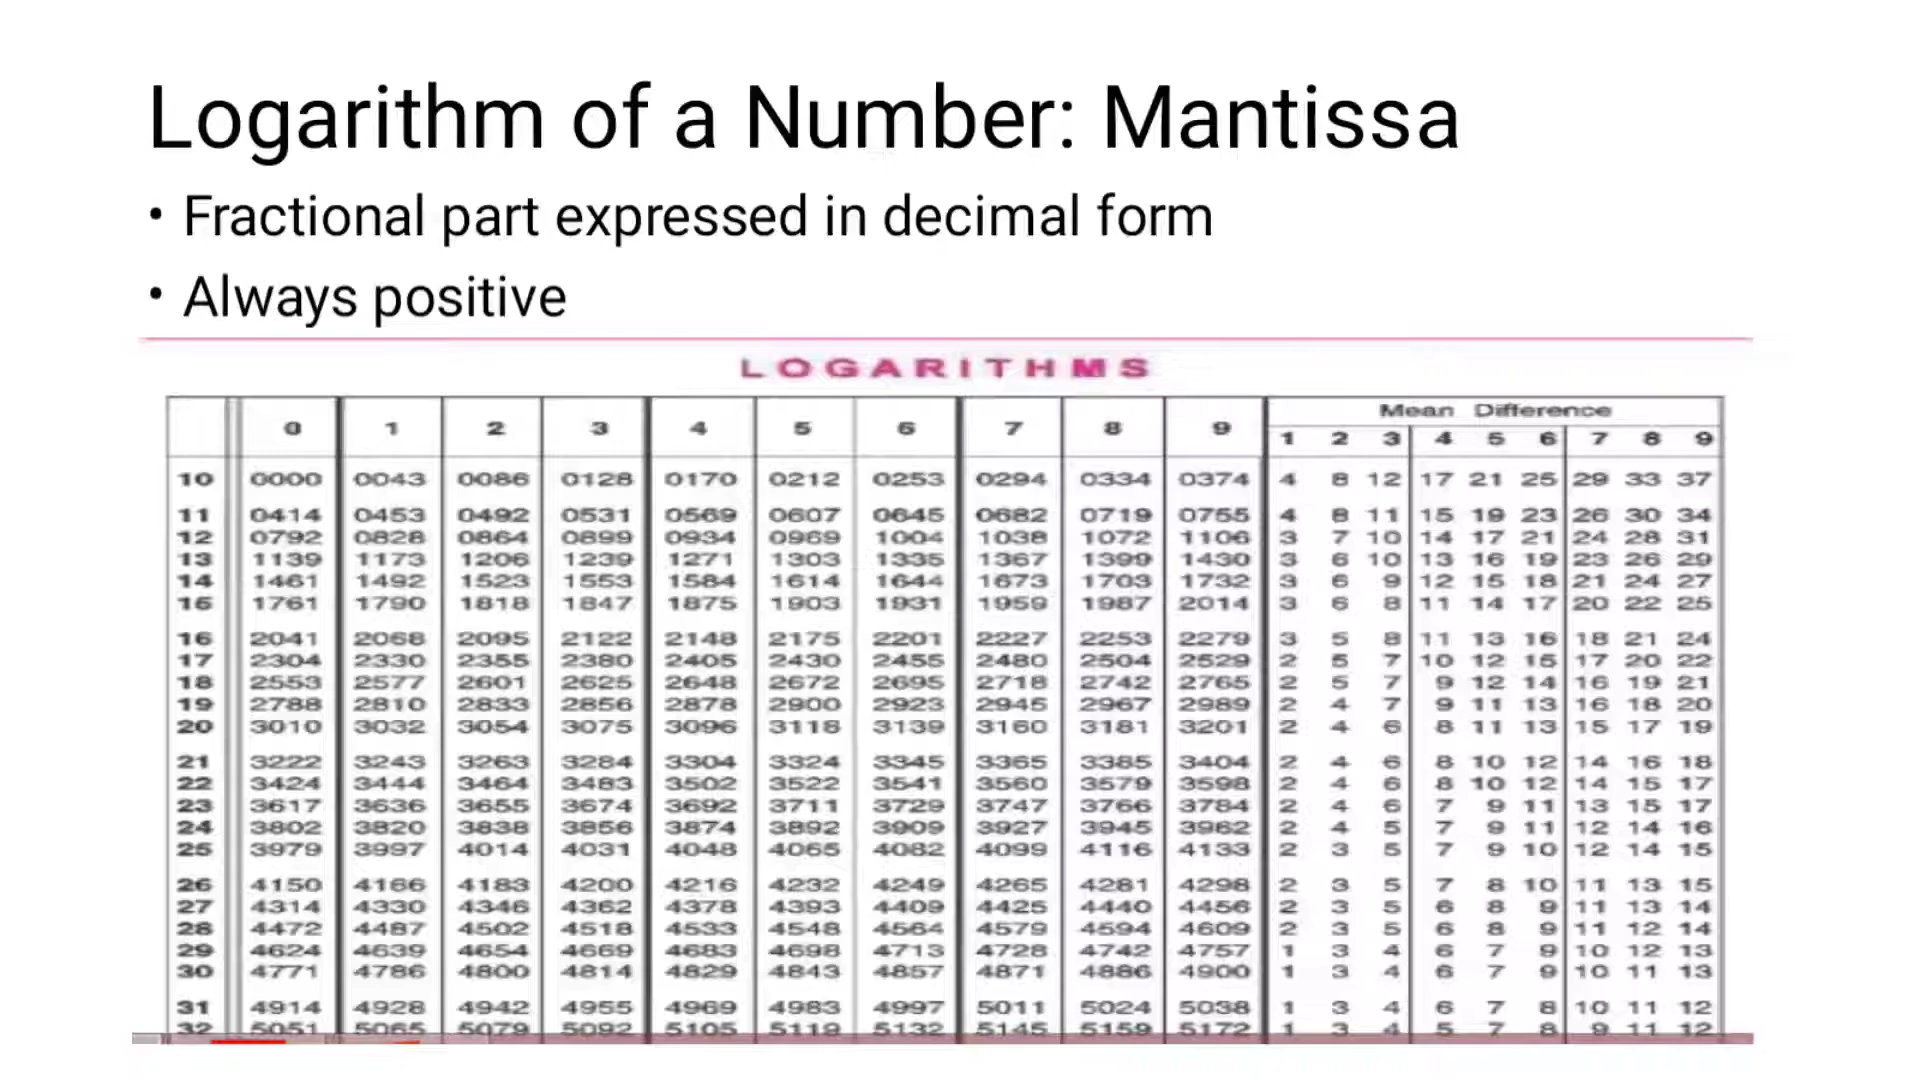 Logarithm of a Number: Mantissa
• Fractional part expressed in decimal form
• Always positive
LOGARITHMS
Mean Difference
0 1 2 3 4 5 6 7 8 9 1 2 3 4 5 6 7 8 9
10 0000 0043 0086 0128 0170 0212 0253 0294 0334 0374 4 8 12 17 21 25 29 33 37
11 0414 0453 0492 0531 0569 0607 0645 0682 0719 0755 4 8 11 15 19 23 26 30 34
12 0792 0828 0864 0899 0934 0969 1004 1038 1072 1106 3 7 10 14 17 21 24 28 31
13 1139 1173 1206 1239 1271 1303 1335 1367 1399 1430 3 6 10 13 16 19 23 26 29
14 1461 1492 1523 1553 1584 1614 1644 1673 1703 1732 3 6 9 12 15 18 21 24 27
15 1761 1790 1818 1847 1875 1903 1931 1959 1987 2014 3 6 8 11 14 17 20 22 25
16 2041 2068 2095 2122 2148 2175 2201 2227 2253 2279 3 5 8 11 13 16 18 21 24
17 2304 2330 2355 2380 2405 2430 2455 2480 2504 2529 2 5 7 10 12 15 17 20 22
18 2553 2577 2601 2625 2648 2672 2695 2718 2742 2765 2 5 7 9 12 14 16 19 21
19 2788 2810 2833 2856 2878 2900 2923 2945 2967 2989 2 4 7 9 11 13 16 18 20
20 3010 3032 3054 3075 3096 3118 3139 3160 3181 3201 2 4 6 8 11 13 15 17 19
21 3222 3243 3263 3284 3304 3324 3345 3365 3385 3404 2 4 6 8 10 12 14 16 18
22 3424 3444 3464 3483 3502 3522 3541 3560 3579 3598 2 4 6 8 10 12 14 15 17
23 3617 3636 3655 3674 3692 3711 3729 3747 3766 3784 2 4 6 7 9 11 13 15 17
24 3802 3820 3838 3856 3874 3892 3909 3927 3945 3962 2 4 5 7 9 11 12 14 16
25 3979 3997 4014 4031 4048 4065 4082 4099 4116 4133 2 3 5 7 9 10 12 14 15
26 4150 4166 4183 4200 4216 4232 4249 4265 4281 4298 2 3 5 7 8 10 11 13 15
27 4314 4330 4346 4362 4378 4393 4409 4425 4440 4456 2 3 5 6 8 9 11 13 14
28 4472 4487 4502 4518 4533 4548 4564 4579 4594 4609 2 3 5 6 8 9 11 12 14
29 4624 4639 4654 4669 4683 4698 4713 4728 4742 4757 1 3 4 6 7 9 10 12 13
30 4771 4786 4800 4814 4829 4843 4857 4871 4886 4900 1 3 4 6 7 9 10 11 13
31 4914 4928 4942 4955 4969 4983 4997 5011 5024 5038 1 3 4 6 7 8 10 11 12
32 5051 5065 5079 5092 5105 5119 5132 5145 5159 5172 1 3 4 5 7 8 9 11 12